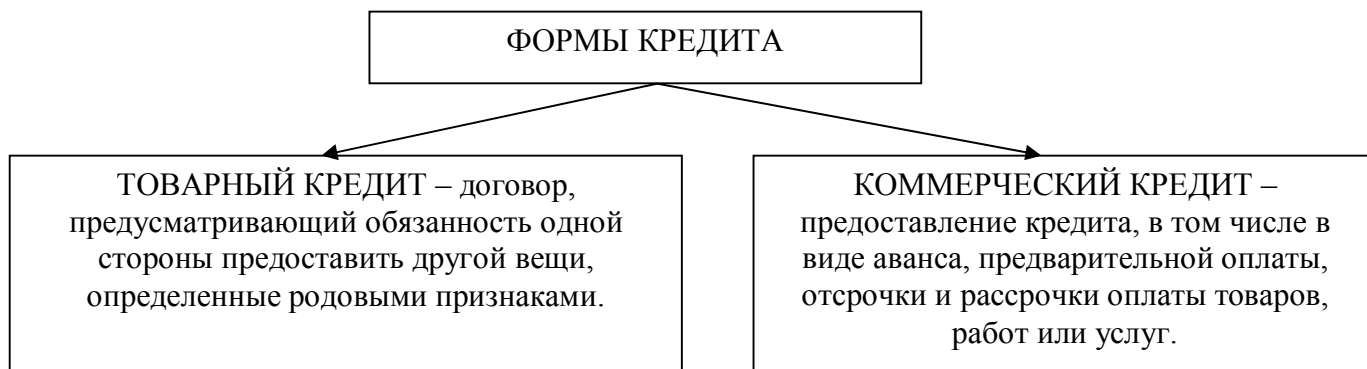 ФОРМЫ КРЕДИТА
ТОВАРНЫЙ КРЕДИТ – договор,
предусматривающий обязанность одной
стороны предоставить другой вещи,
определенные родовыми признаками.
КОММЕРЧЕСКИЙ КРЕДИТ –
предоставление кредита, в том числе в
виде аванса, предварительной оплаты,
отсрочки и рассрочки оплаты товаров,
работ или услуг.